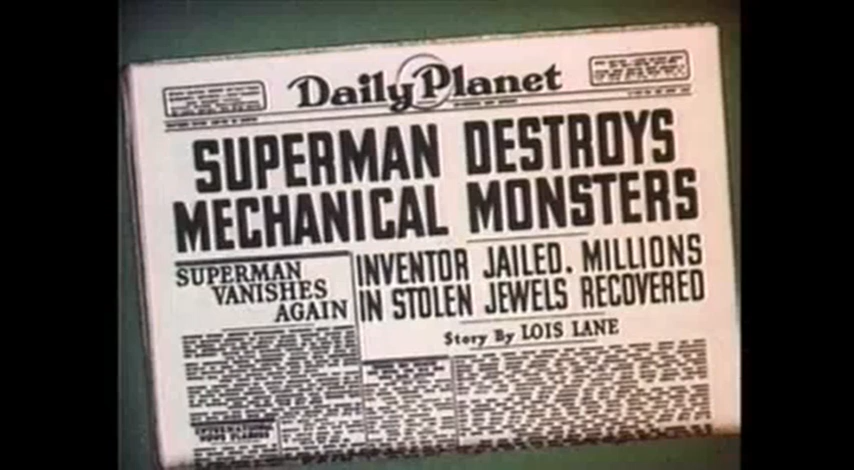 Daily Planet
SUPERMAN DESTROYS
MECHANICAL MONSTERS
SUPERMAN
VANISHES
AGAIN
INVENTOR JAILED. MILLIONS
IN STOLEN JEWELS RECOVERED
Story By LOIS LANE